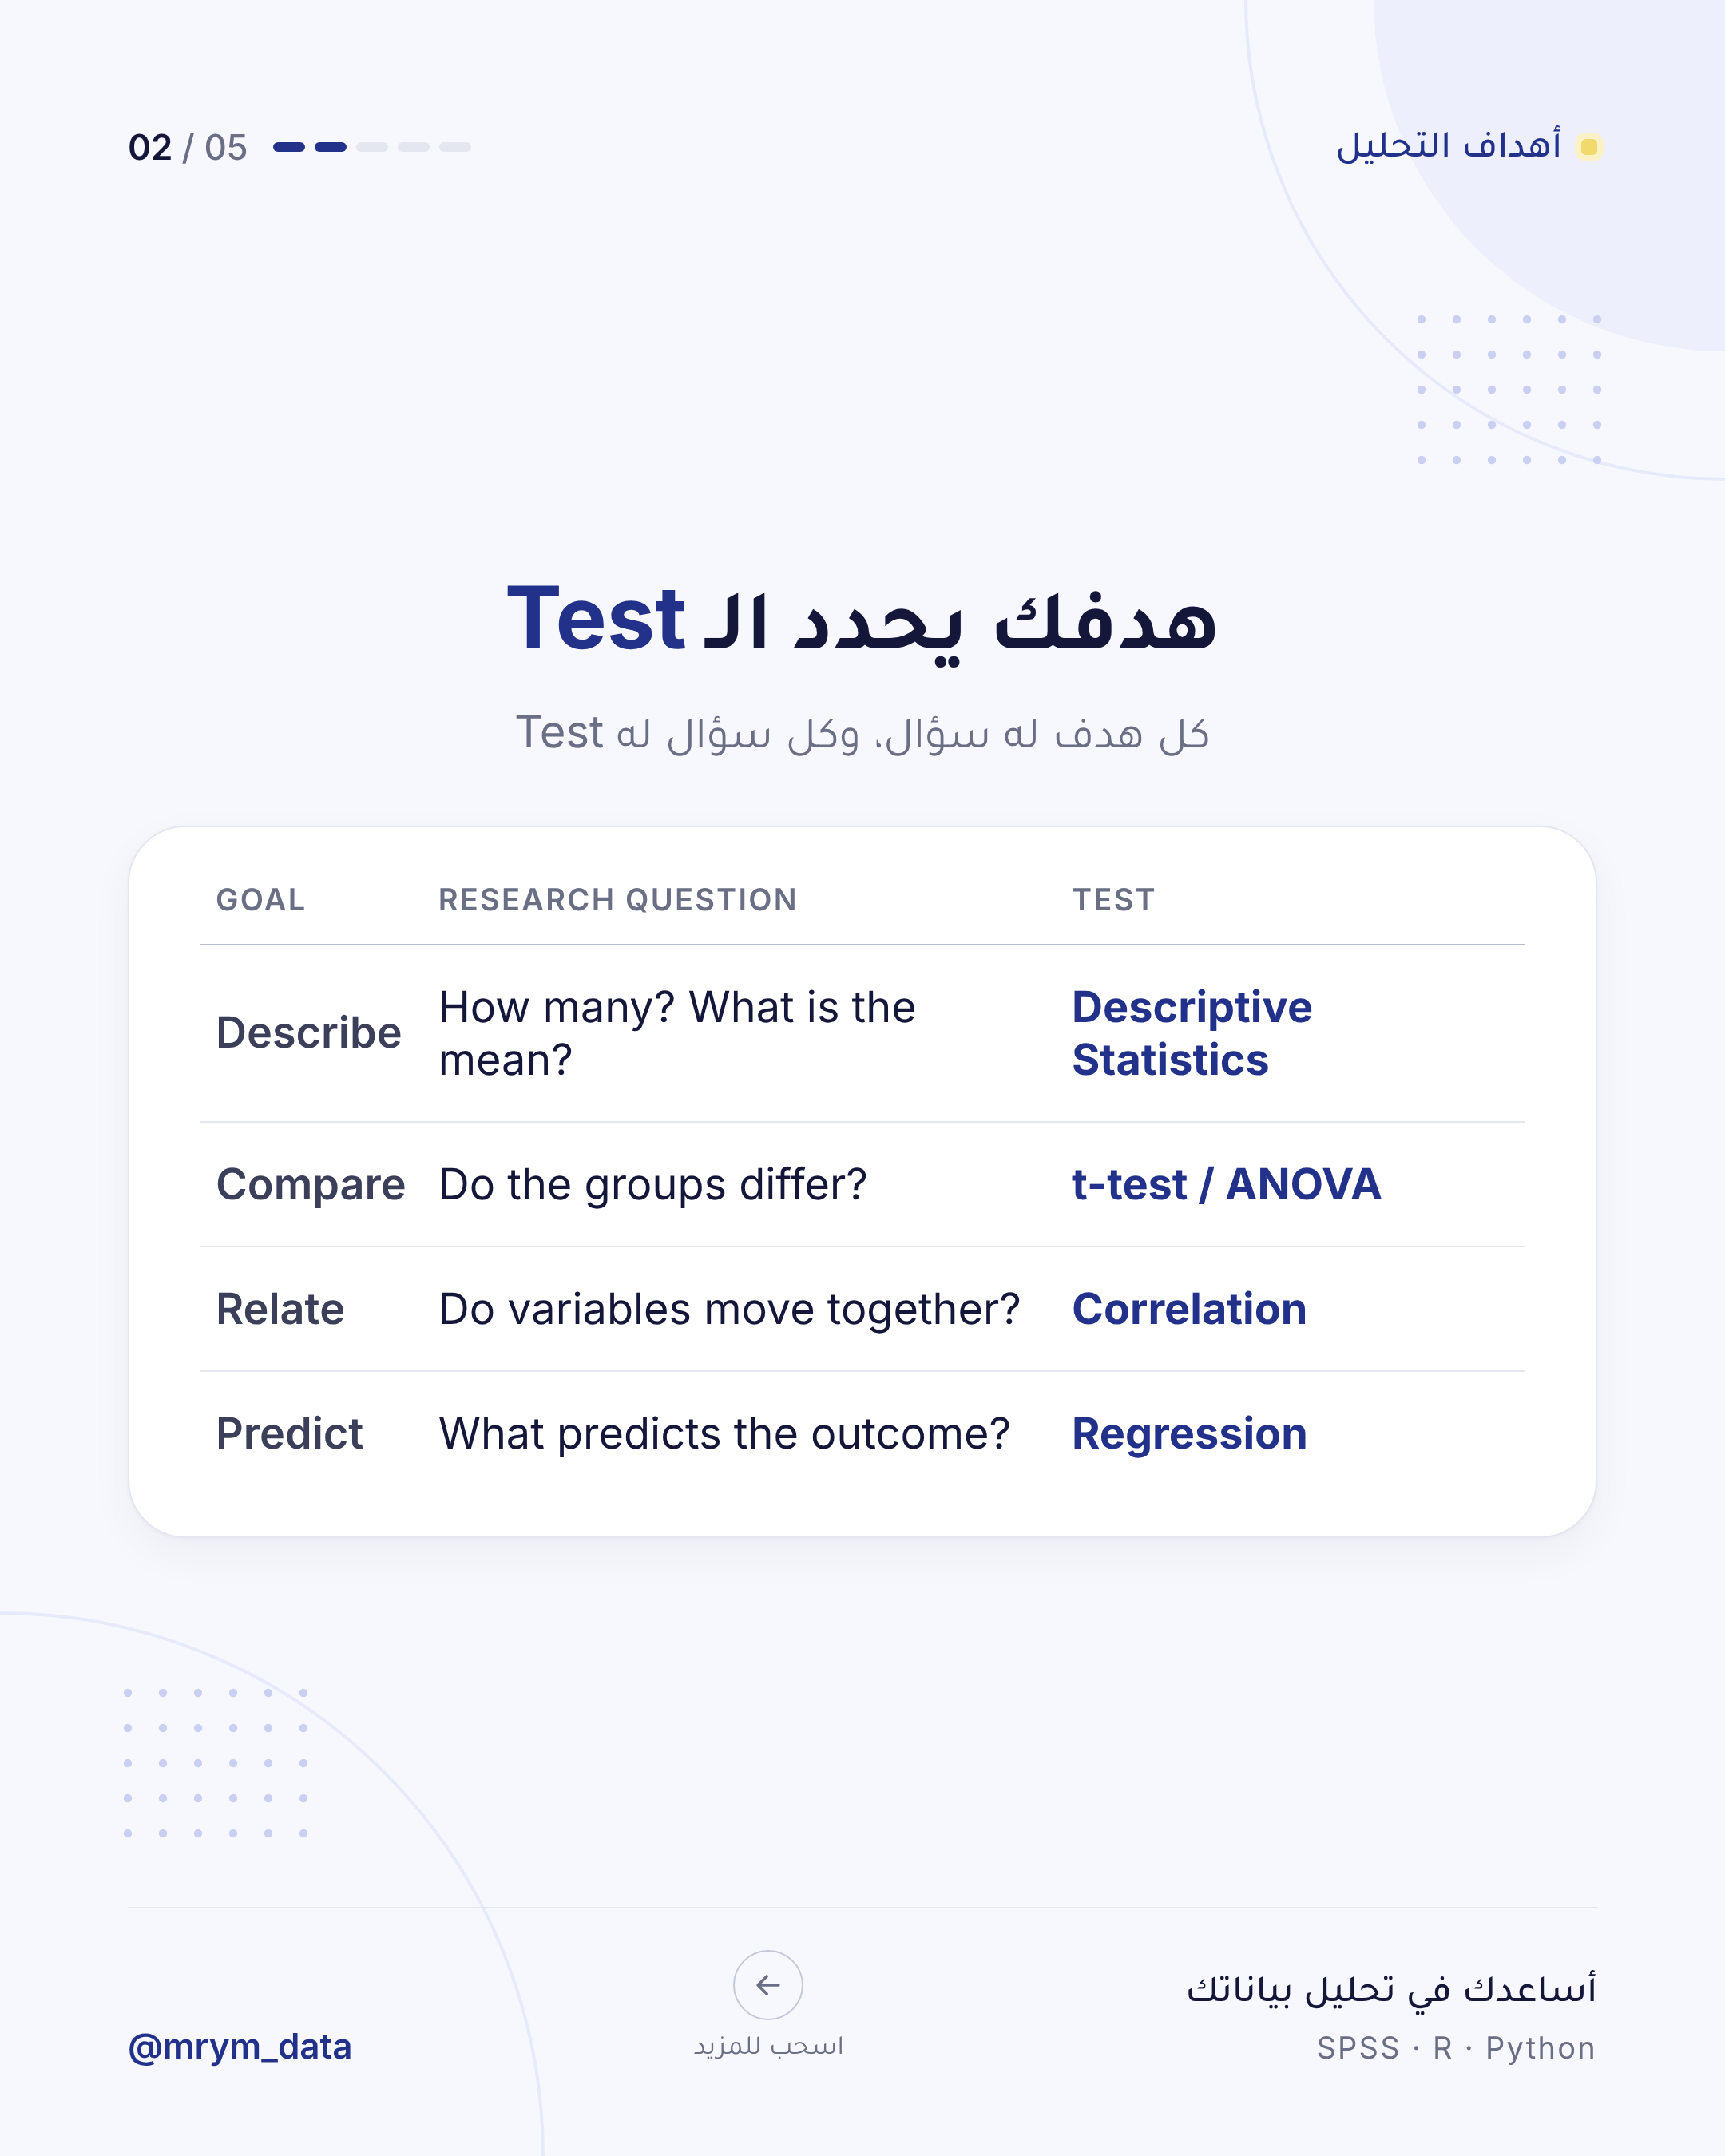 02 / 05
أهداف التحليل
هدفك يحدد الـ Test
كل هدف له سؤال، وكل سؤال له Test
GOAL RESEARCH QUESTION TEST
Describe How many? What is the mean? Descriptive Statistics
Compare Do the groups differ? t-test / ANOVA
Relate Do variables move together? Correlation
Predict What predicts the outcome? Regression
أساعدك في تحليل بياناتك
SPSS · R · Python
اسحب للمزيد
@mrym_data